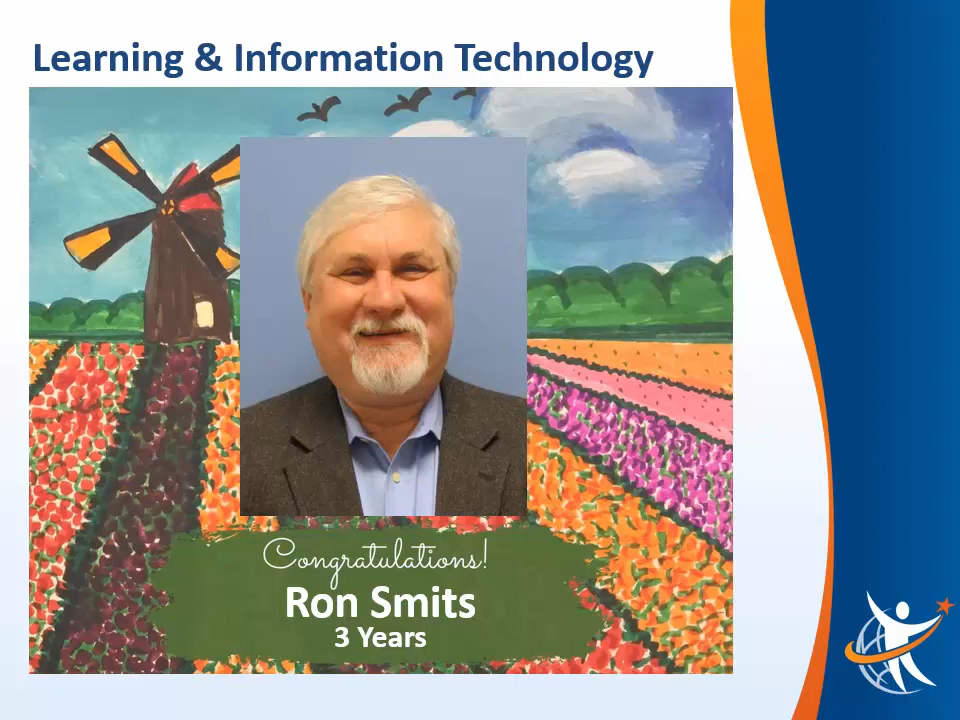 Learning & Information Technology
Congratulations!
Ron Smits
3 Years